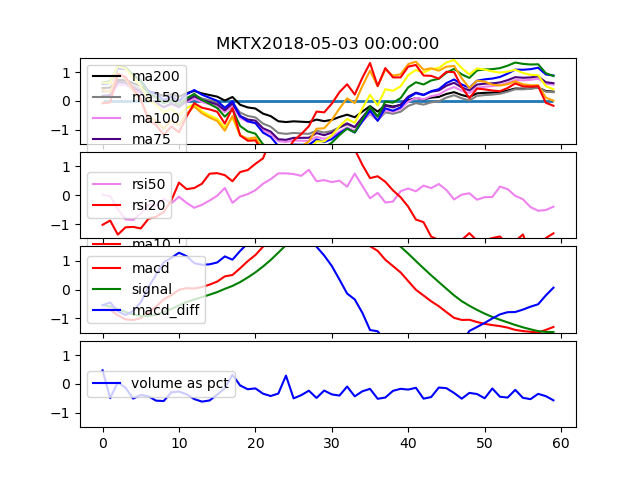 MKTX2018-05-03 00:00:00
1
0
−1
ma200
ma150
ma100
ma75
1
0
−1
rsi50
rsi20
ma10
1
0
−1
macd
signal
macd_diff
1
0
−1
volume as pct
0 10 20 30 40 50 60